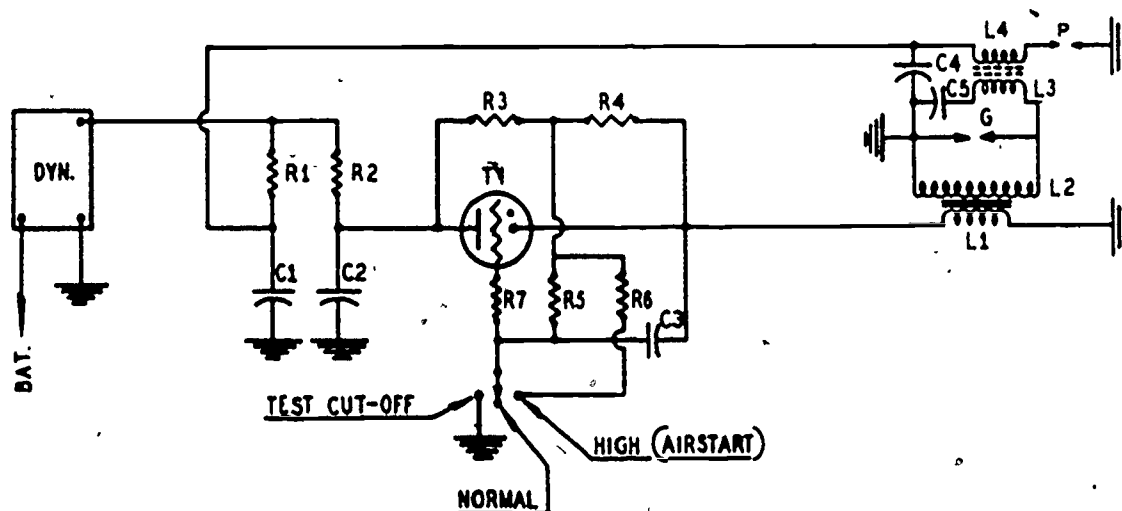 L4
P
C4
C5
L3
G
R3
R4
DYN.
R1
R2
T1
L2
L1
C1
C2
R7
R5
R6
C3
BAT.
TEST CUT-OFF
HIGH (AIRSTART)
NORMAL